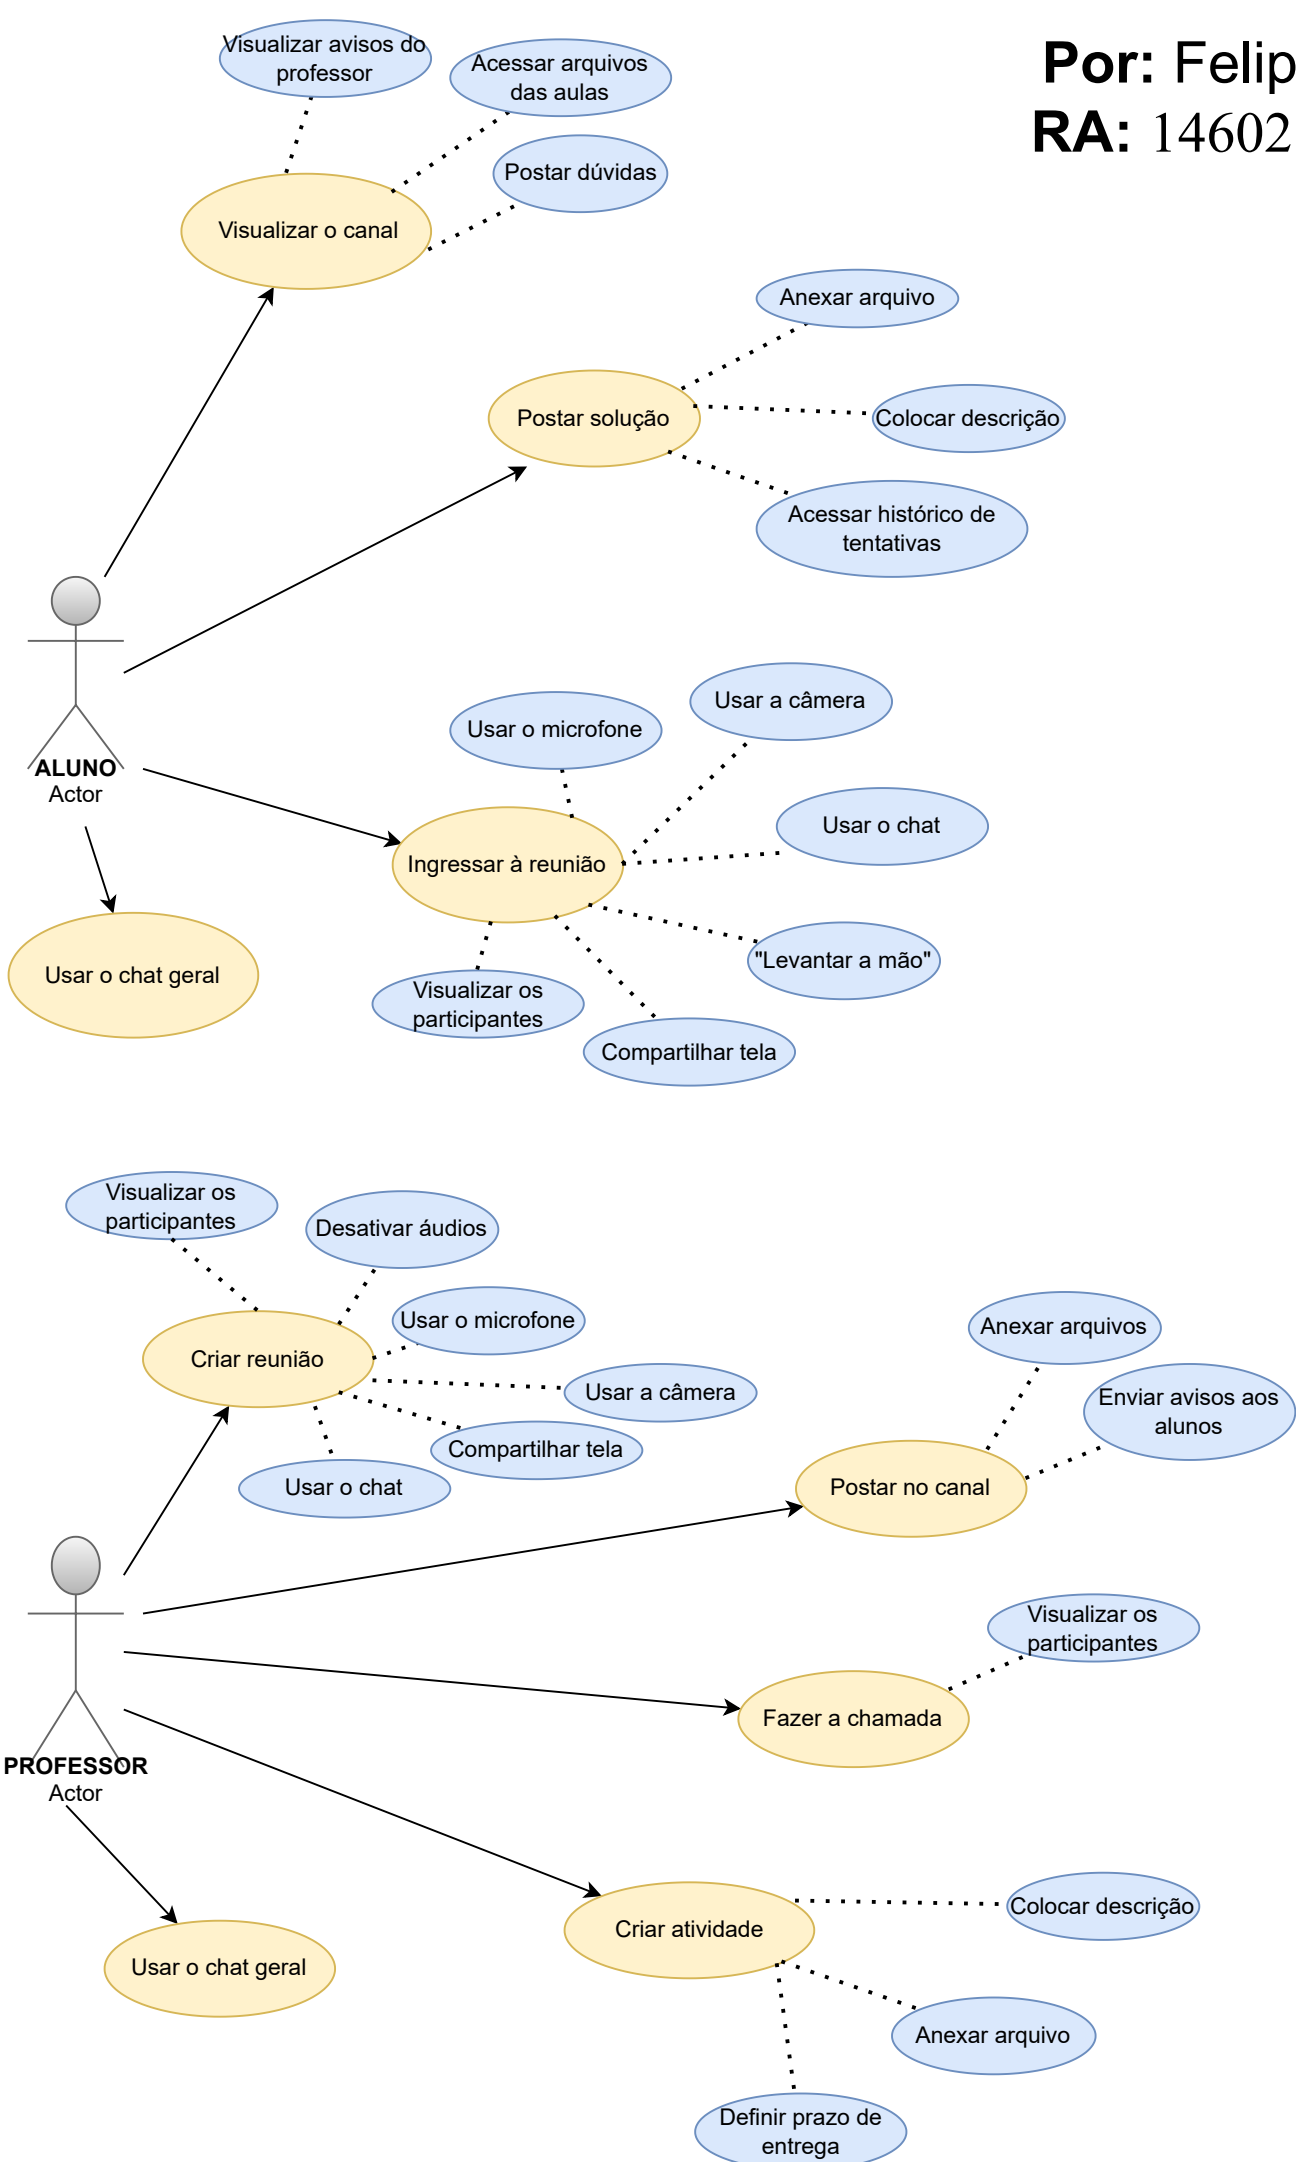 Por: Felip
RA: 14602
Visualizar avisos do
professor
Acessar arquivos
das aulas
Postar dúvidas
Visualizar o canal
Anexar arquivo
Postar solução
Colocar descrição
Acessar histórico de
tentativas
ALUNO
Actor
Usar a câmera
Usar o microfone
Usar o chat
Ingressar à reunião
"Levantar a mão"
Usar o chat geral
Visualizar os
participantes
Compartilhar tela
Visualizar os
participantes
Desativar áudios
Usar o microfone
Criar reunião
Usar a câmera
Compartilhar tela
Usar o chat
Anexar arquivos
Enviar avisos aos
alunos
Postar no canal
Visualizar os
participantes
Fazer a chamada
PROFESSOR
Actor
Colocar descrição
Criar atividade
Usar o chat geral
Anexar arquivo
Definir prazo de
entrega